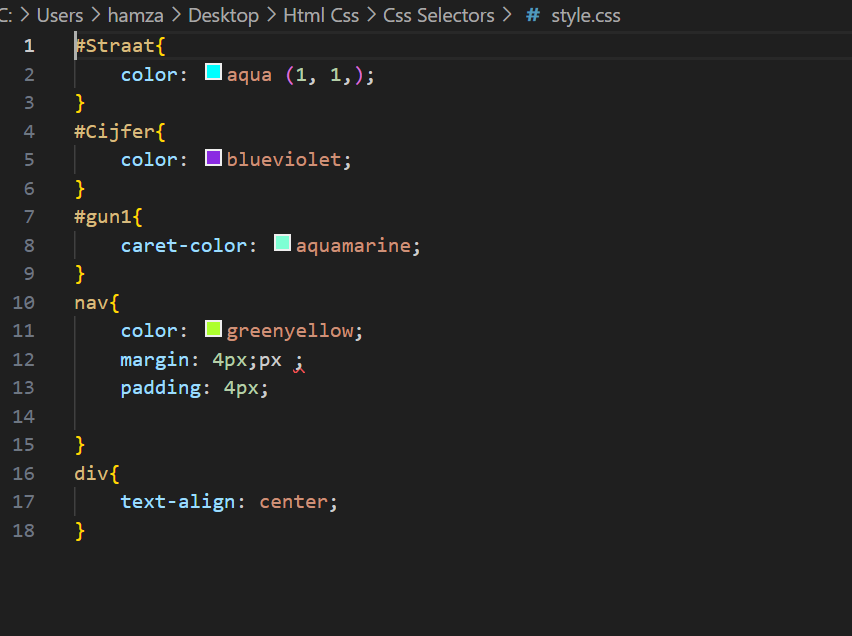 C: > Users > hamza > Desktop > Html Css > Css Selectors > # style.css
1 #Straat{
2 color: aqua (1, 1,);
3 }
4 #Cijfer{
5 color: blueviolet;
6 }
7 #gun1{
8 caret-color: aquamarine;
9 }
10 nav{
11 color: greenyellow;
12 margin: 4px;px ;
13 padding: 4px;
14
15 }
16 div{
17 text-align: center;
18 }